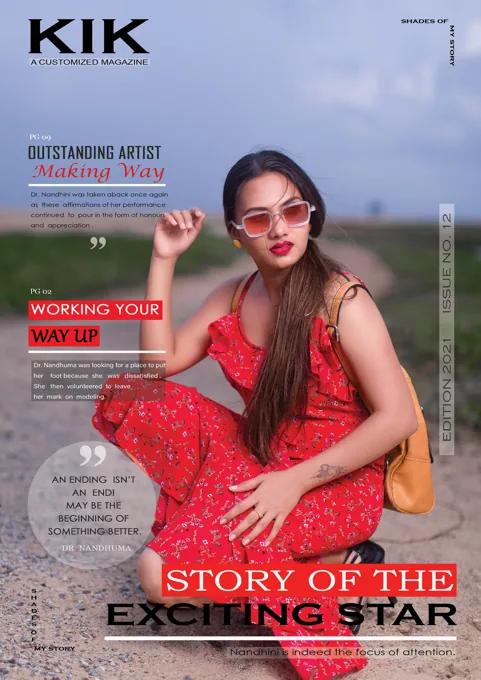 KIK
A CUSTOMIZED MAGAZINE
SHADES OF
MY STORY
PG 09
OUTSTANDING ARTIST
Making Way
Dr. Nandhini was taken aback once again
as these affirmations of her performance
continued to pour in the form of honours
and appreciation .
”
PG 02
WORKING YOUR
WAY UP
Dr. Nandhuma was looking for a place to put
her foot because she was dissatisfied .
She then volunteered to leave
her mark on modeling.
EDITION 2021 ISSUE NO. 12
”
AN ENDING ISN'T
AN END!
MAY BE THE
BEGINNING OF
SOMETHING BETTER.
DR NANDHUMA
STORY OF THE
EXCITING STAR
Nandhini is indeed the focus of attention.
SHADES OF
MY STORY